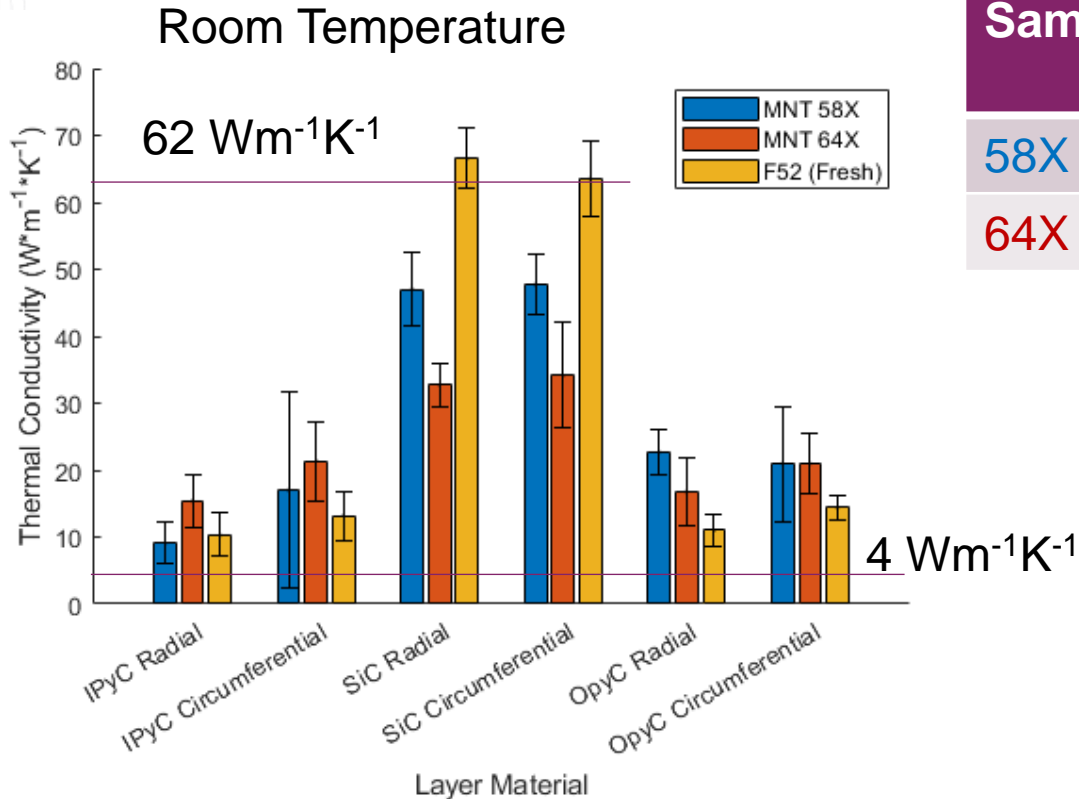 Room Temperature
62 Wm⁻¹K⁻¹
80
70
60
50
40
30
20
10
0
Thermal Conductivity (W*m⁻¹*K⁻¹)
MNT 58X
MNT 64X
F52 (Fresh)
4 Wm⁻¹K⁻¹
IPyC Radial
IPyC Circumferential
SiC Radial
SiC Circumferential
OpyC Radial
OpyC Circumferential
Layer Material
Sam
58X
64X